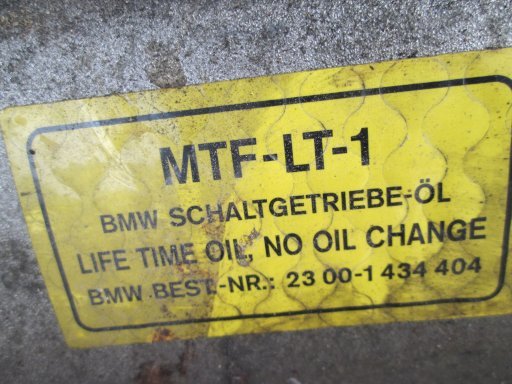 MTF-LT-1
BMW SCHALTGETRIEBE-ÖL
LIFE TIME OIL, NO OIL CHANGE
BMW BEST.-NR.: 23 00-1 434 404